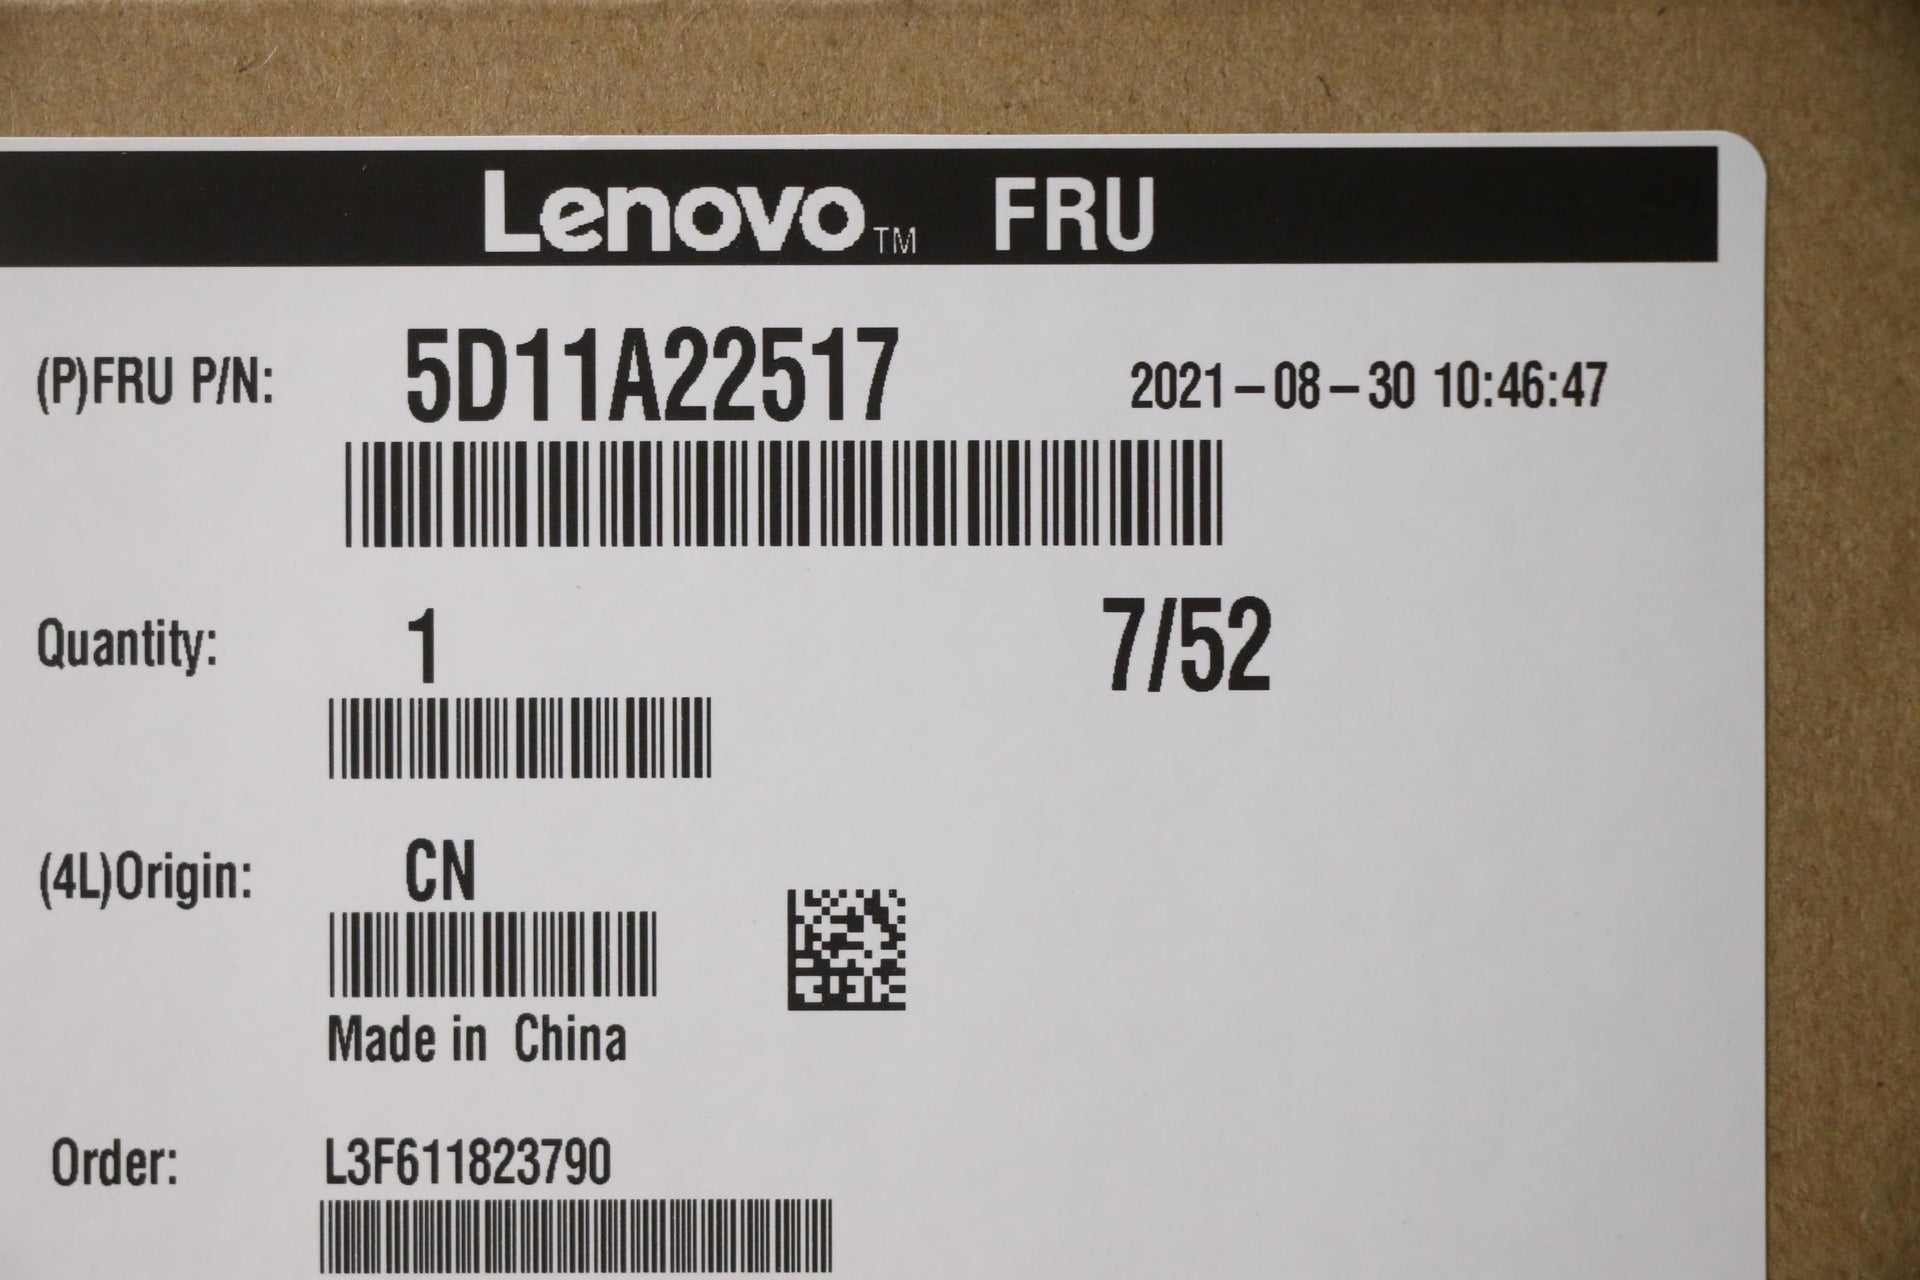 Lenovo™ FRU
(P)FRU P/N: 5D11A22517 2021-08-30 10:46:47
Quantity: 1 7/52
(4L)Origin: CN
Made in China
Order: L3F611823790